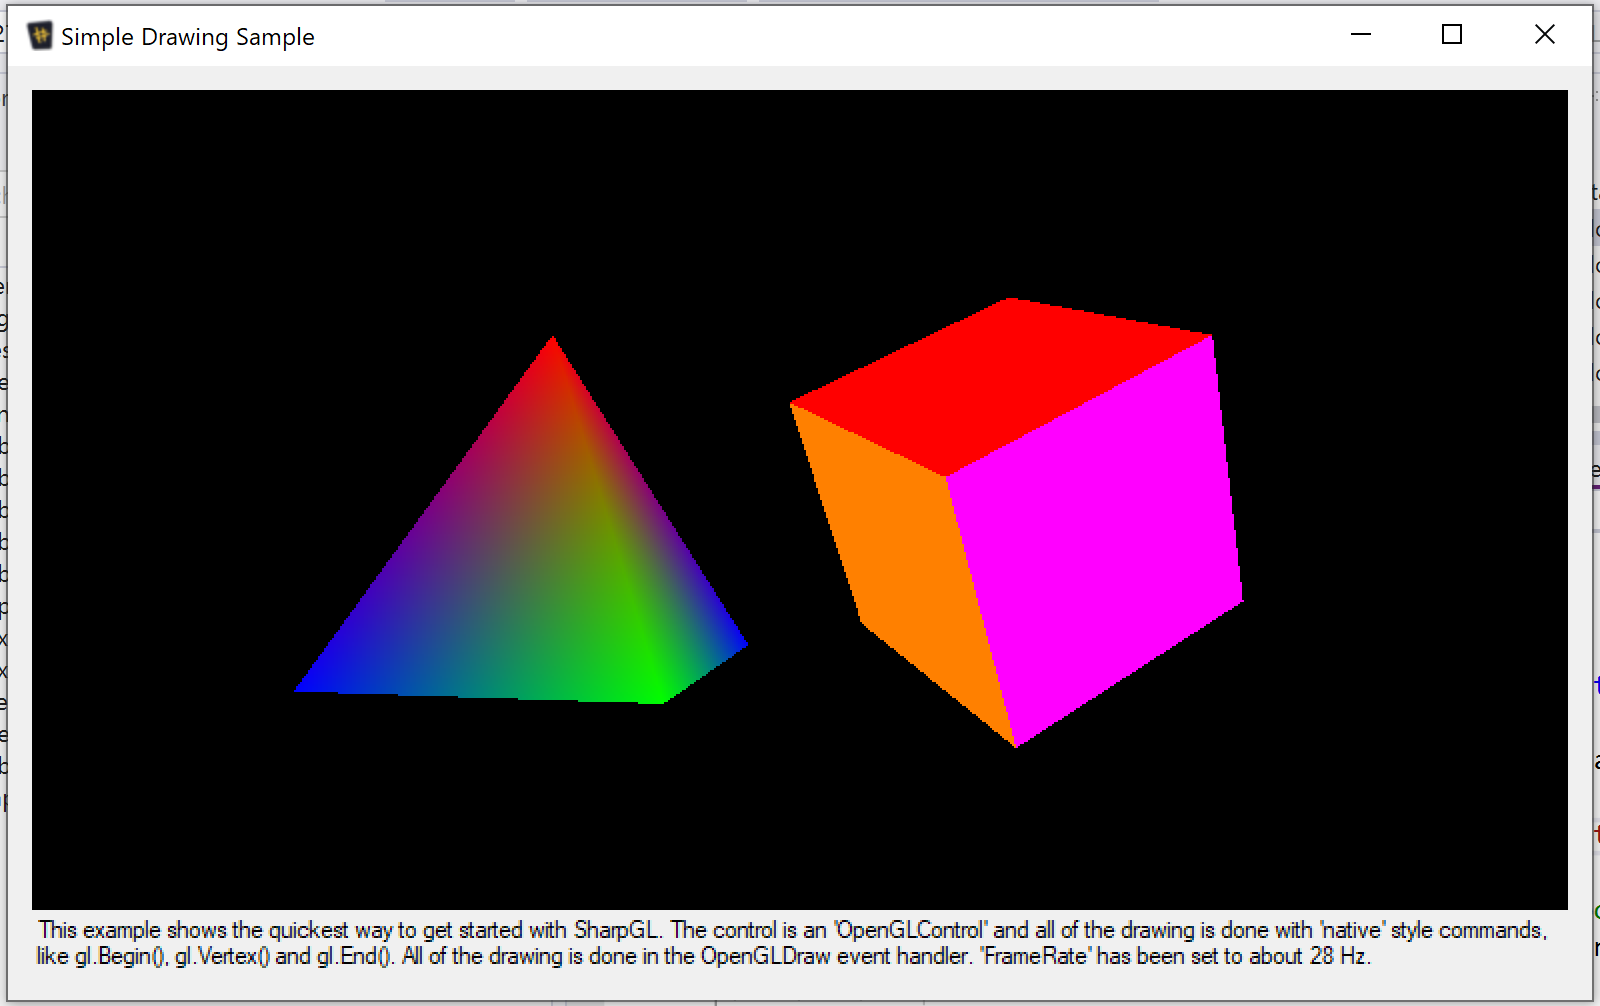 Simple Drawing Sample
This example shows the quickest way to get started with SharpGL. The control is an 'OpenGLControl' and all of the drawing is done with 'native' style commands,
like gl.Begin(), gl.Vertex() and gl.End(). All of the drawing is done in the OpenGLDraw event handler. 'FrameRate' has been set to about 28 Hz.